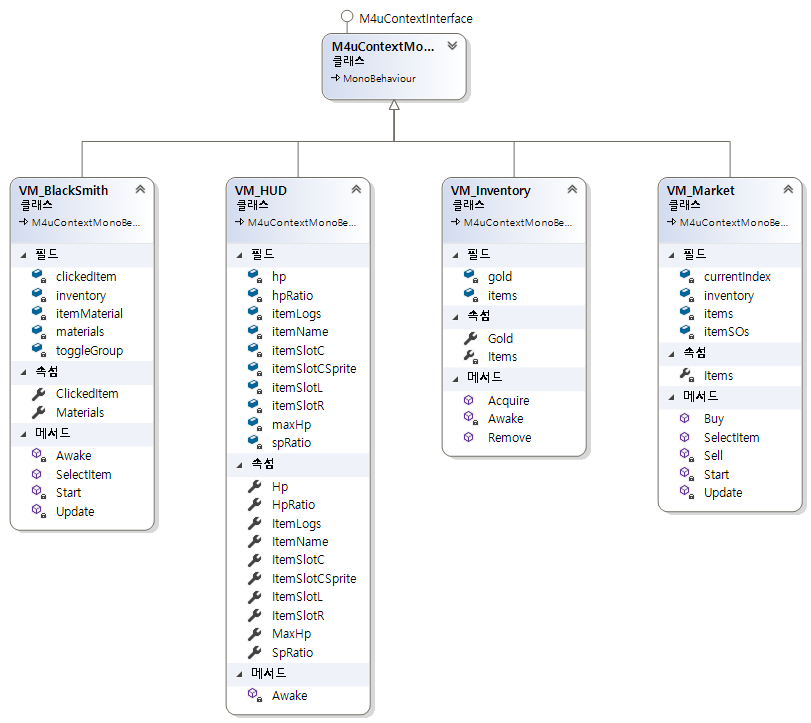 M4uContextInterface
M4uContextMo...
클래스
MonoBehaviour
VM_BlackSmith
클래스
M4uContextMonoBe...
필드
clickedItem
inventory
itemMaterial
materials
toggleGroup
속성
ClickedItem
Materials
메서드
Awake
SelectItem
Start
Update
VM_HUD
클래스
M4uContextMonoBe...
필드
hp
hpRatio
itemLogs
itemName
itemSlotC
itemSlotCSprite
itemSlotL
itemSlotR
maxHp
spRatio
속성
Hp
HpRatio
ItemLogs
ItemName
ItemSlotC
ItemSlotCSprite
ItemSlotL
ItemSlotR
MaxHp
SpRatio
메서드
Awake
VM_Inventory
클래스
M4uContextMonoBe...
필드
gold
items
속성
Gold
Items
메서드
Acquire
Awake
Remove
VM_Market
클래스
M4uContextMonoBe...
필드
currentIndex
inventory
items
itemSOs
속성
Items
메서드
Buy
SelectItem
Sell
Start
Update